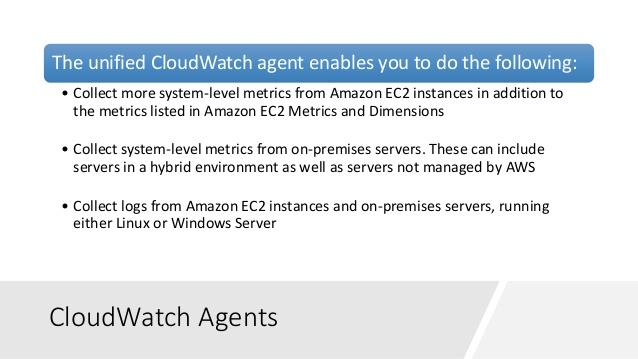 The unified CloudWatch agent enables you to do the following:
• Collect more system-level metrics from Amazon EC2 instances in addition to
the metrics listed in Amazon EC2 Metrics and Dimensions
• Collect system-level metrics from on-premises servers. These can include
servers in a hybrid environment as well as servers not managed by AWS
• Collect logs from Amazon EC2 instances and on-premises servers, running
either Linux or Windows Server
CloudWatch Agents